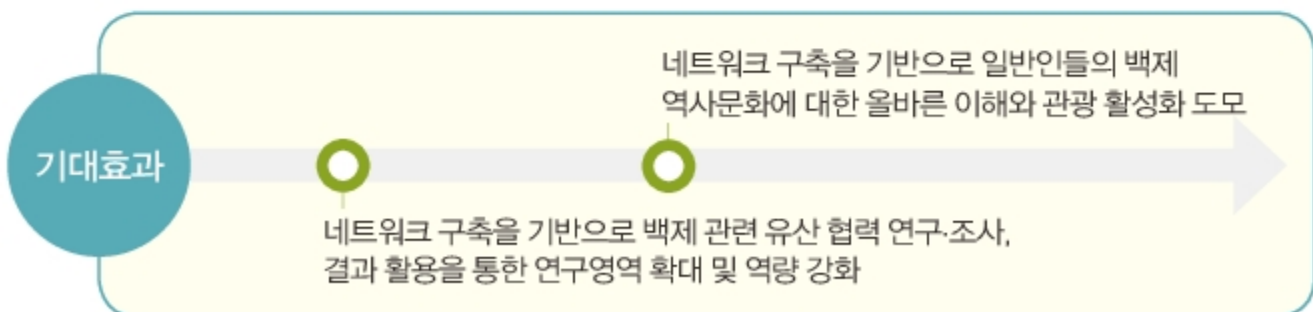 기대효과
네트워크 구축을 기반으로 백제 관련 유산 협력 연구·조사,
결과 활용을 통한 연구영역 확대 및 역량 강화
네트워크 구축을 기반으로 일반인들의 백제
역사문화에 대한 올바른 이해와 관광 활성화 도모